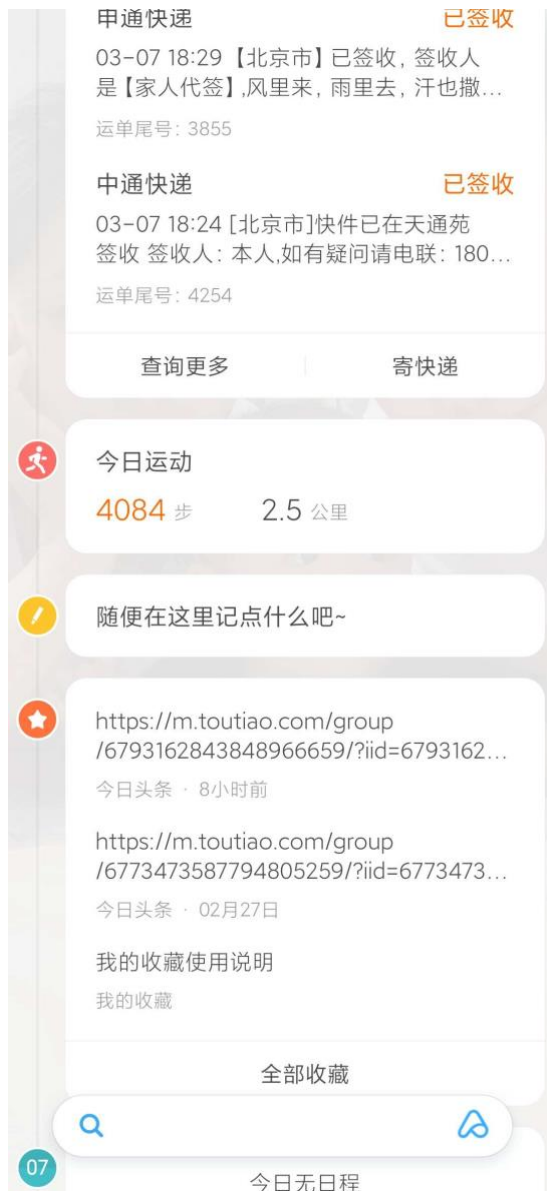 申通快递 已签收
03-07 18:29【北京市】已签收, 签收人
是【家人代签】,风里来, 雨里去, 汗也撒...
运单尾号: 3855
中通快递 已签收
03-07 18:24 [北京市]快件已在天通苑
签收 签收人: 本人,如有疑问请电联: 180...
运单尾号: 4254
查询更多 寄快递
今日运动
4084 步 2.5 公里
随便在这里记点什么吧~
https://m.toutiao.com/group
/6793162843848966659/?iid=6793162...
今日头条 · 8小时前
https://m.toutiao.com/group
/6773473587794805259/?iid=6773473...
今日头条 · 02月27日
我的收藏使用说明
我的收藏
全部收藏
07
今日无日程